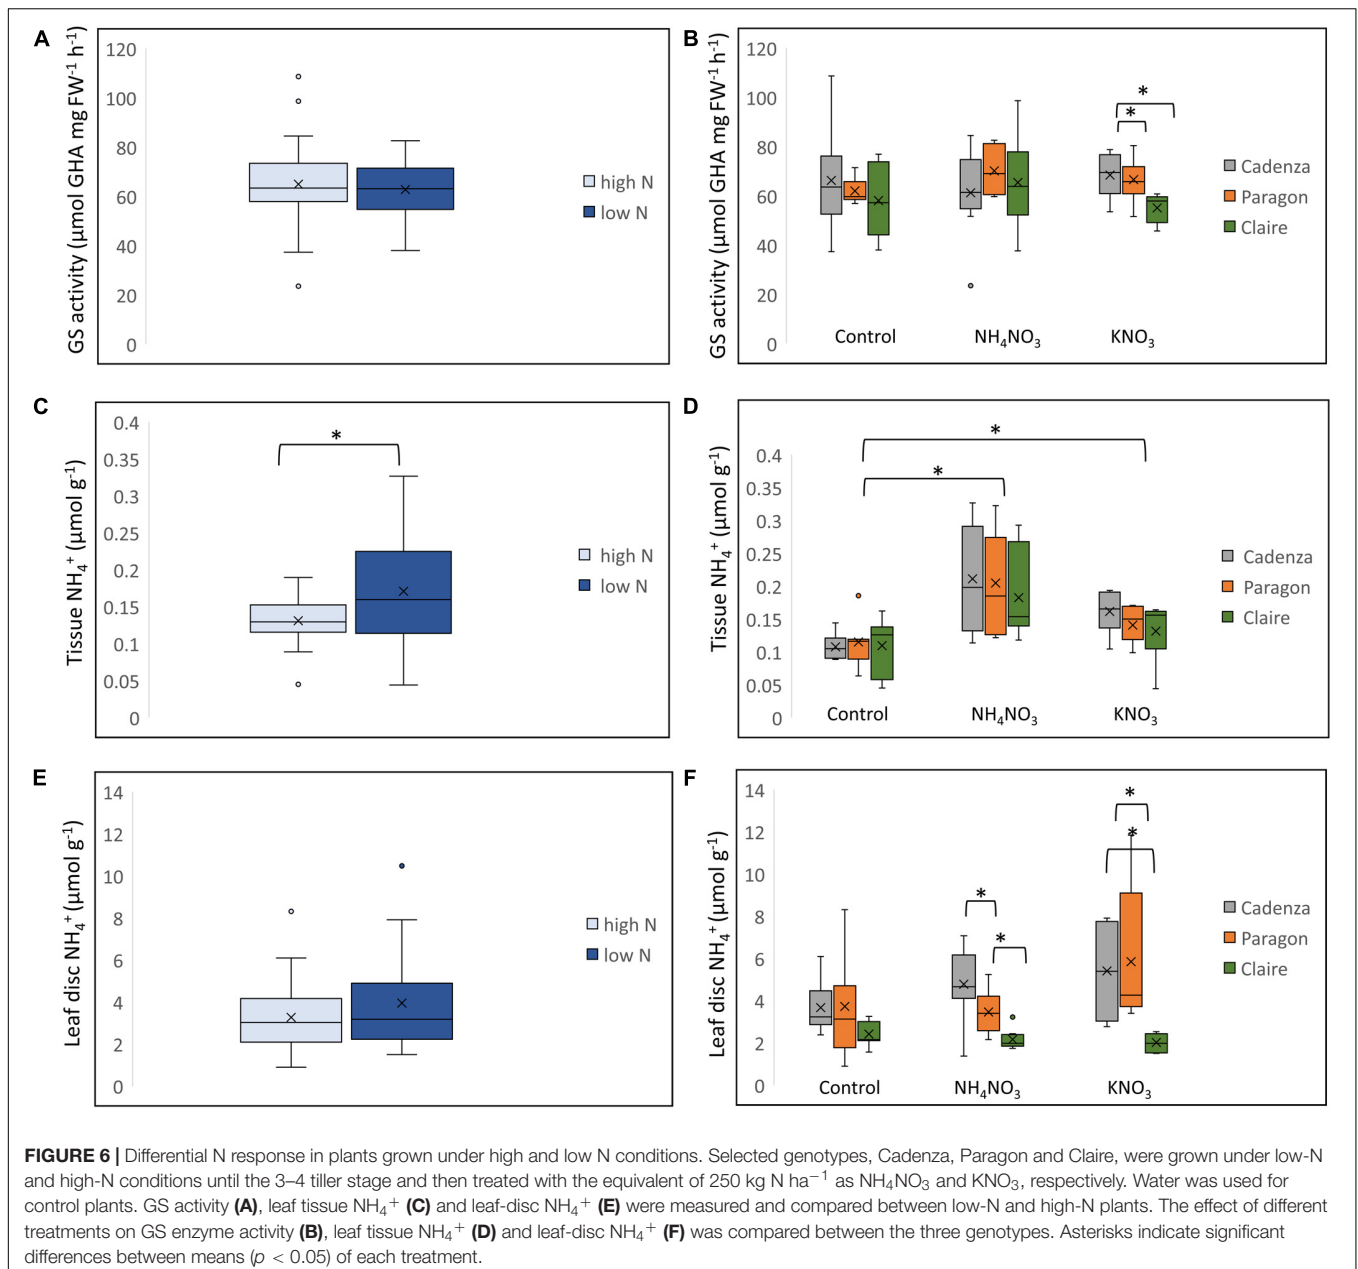 A
GS activity (µmol GHA mg FW⁻¹ h⁻¹)
120
100
80
60
40
20
0
high N
low N
B
GS activity (µmol GHA mg FW⁻¹ h⁻¹)
120
100
80
60
40
20
0
*
*
Control
NH₄NO₃
KNO₃
Cadenza
Paragon
Claire
C
Tissue NH₄⁺ (µmol g⁻¹)
0.4
0.35
0.3
0.25
0.2
0.15
0.1
0.05
0
*
high N
low N
D
Tissue NH₄⁺ (µmol g⁻¹)
0.4
0.35
0.3
0.25
0.2
0.15
0.1
0.05
0
*
*
Control
NH₄NO₃
KNO₃
Cadenza
Paragon
Claire
E
Leaf disc NH₄⁺ (µmol g⁻¹)
14
12
10
8
6
4
2
0
high N
low N
F
Leaf disc NH₄⁺ (µmol g⁻¹)
14
12
10
8
6
4
2
0
*
*
*
*
Control
NH₄NO₃
KNO₃
Cadenza
Paragon
Claire
FIGURE 6 | Differential N response in plants grown under high and low N conditions. Selected genotypes, Cadenza, Paragon and Claire, were grown under low-N
and high-N conditions until the 3–4 tiller stage and then treated with the equivalent of 250 kg N ha⁻¹ as NH4NO3 and KNO3, respectively. Water was used for
control plants. GS activity (A), leaf tissue NH₄⁺ (C) and leaf-disc NH₄⁺ (E) were measured and compared between low-N and high-N plants. The effect of different
treatments on GS enzyme activity (B), leaf tissue NH₄⁺ (D) and leaf-disc NH₄⁺ (F) was compared between the three genotypes. Asterisks indicate significant
differences between means (p < 0.05) of each treatment.